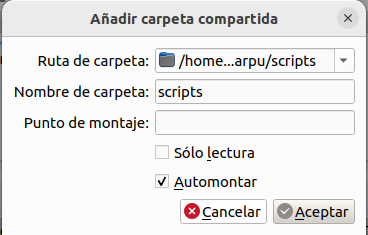 Añadir carpeta compartida
Ruta de carpeta: /home...arpu/scripts
Nombre de carpeta: scripts
Punto de montaje:
Sólo lectura
Automontar
Cancelar Aceptar